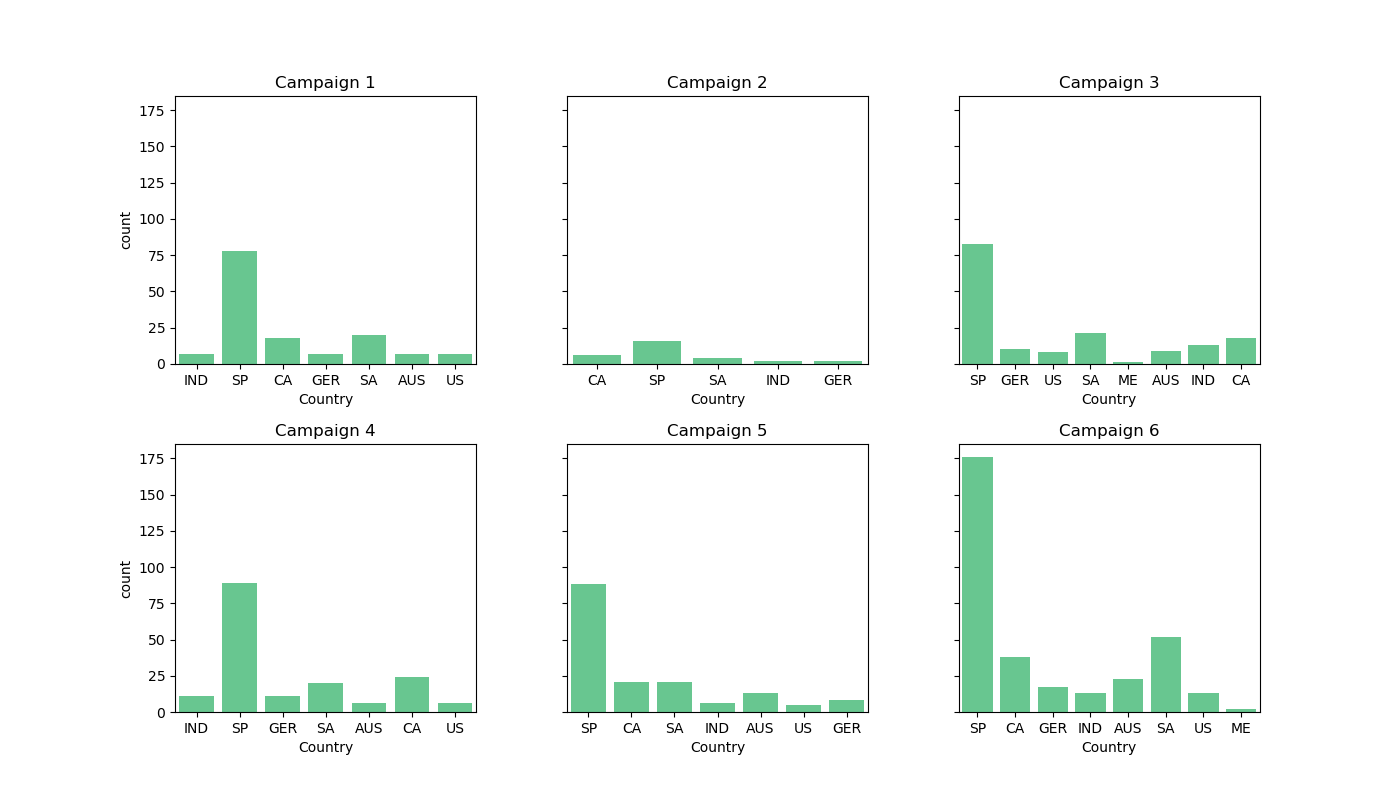 Campaign 1
175
150
125
100
75
50
25
0
count
IND SP CA GER SA AUS US
Country
Campaign 2
CA SP SA IND GER
Country
Campaign 3
SP GER US SA ME AUS IND CA
Country
Campaign 4
175
150
125
100
75
50
25
0
count
IND SP GER SA AUS CA US
Country
Campaign 5
SP CA SA IND AUS US GER
Country
Campaign 6
SP CA GER IND AUS SA US ME
Country